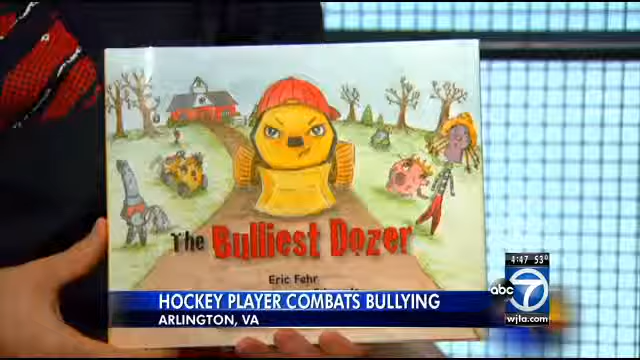 The Bulliest Dozer
Eric Fehr
HOCKEY PLAYER COMBATS BULLYING
ARLINGTON, VA
4:47 53°
abc 7
wjla.com